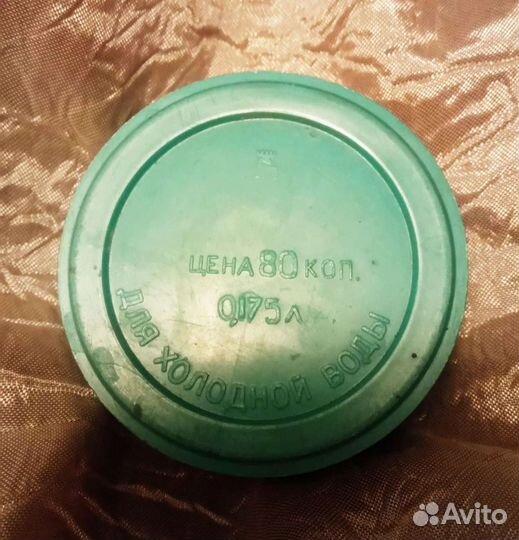 ЦЕНА 80 КОП.
0,175 Л
ДЛЯ ХОЛОДНОЙ ВОДЫ
Avito